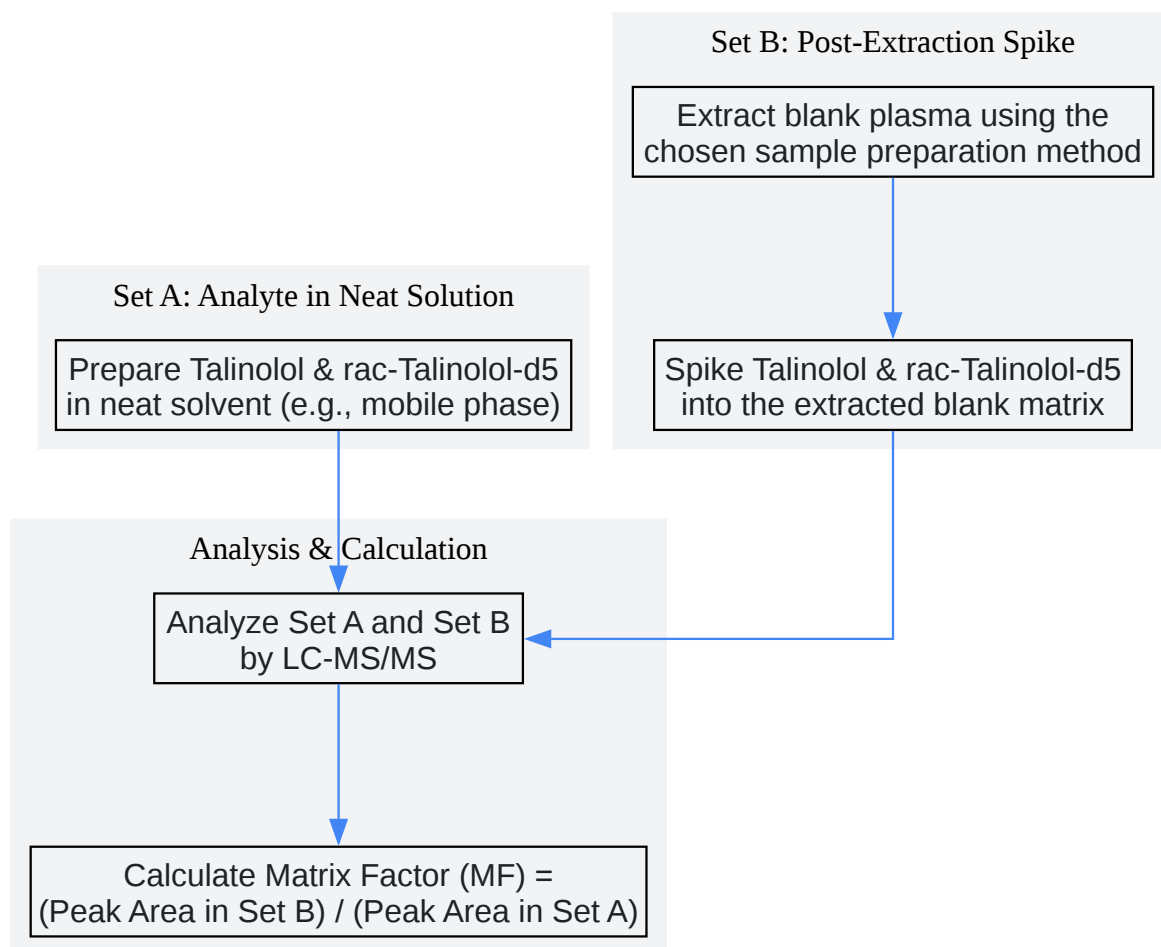 Set B: Post-Extraction Spike
Extract blank plasma using the
chosen sample preparation method
Set A: Analyte in Neat Solution
Prepare Talinolol & rac-Talinolol-d5
in neat solvent (e.g., mobile phase)
Spike Talinolol & rac-Talinolol-d5
into the extracted blank matrix
Analysis & Calculation
Analyze Set A and Set B
by LC-MS/MS
Calculate Matrix Factor (MF) =
(Peak Area in Set B) / (Peak Area in Set A)